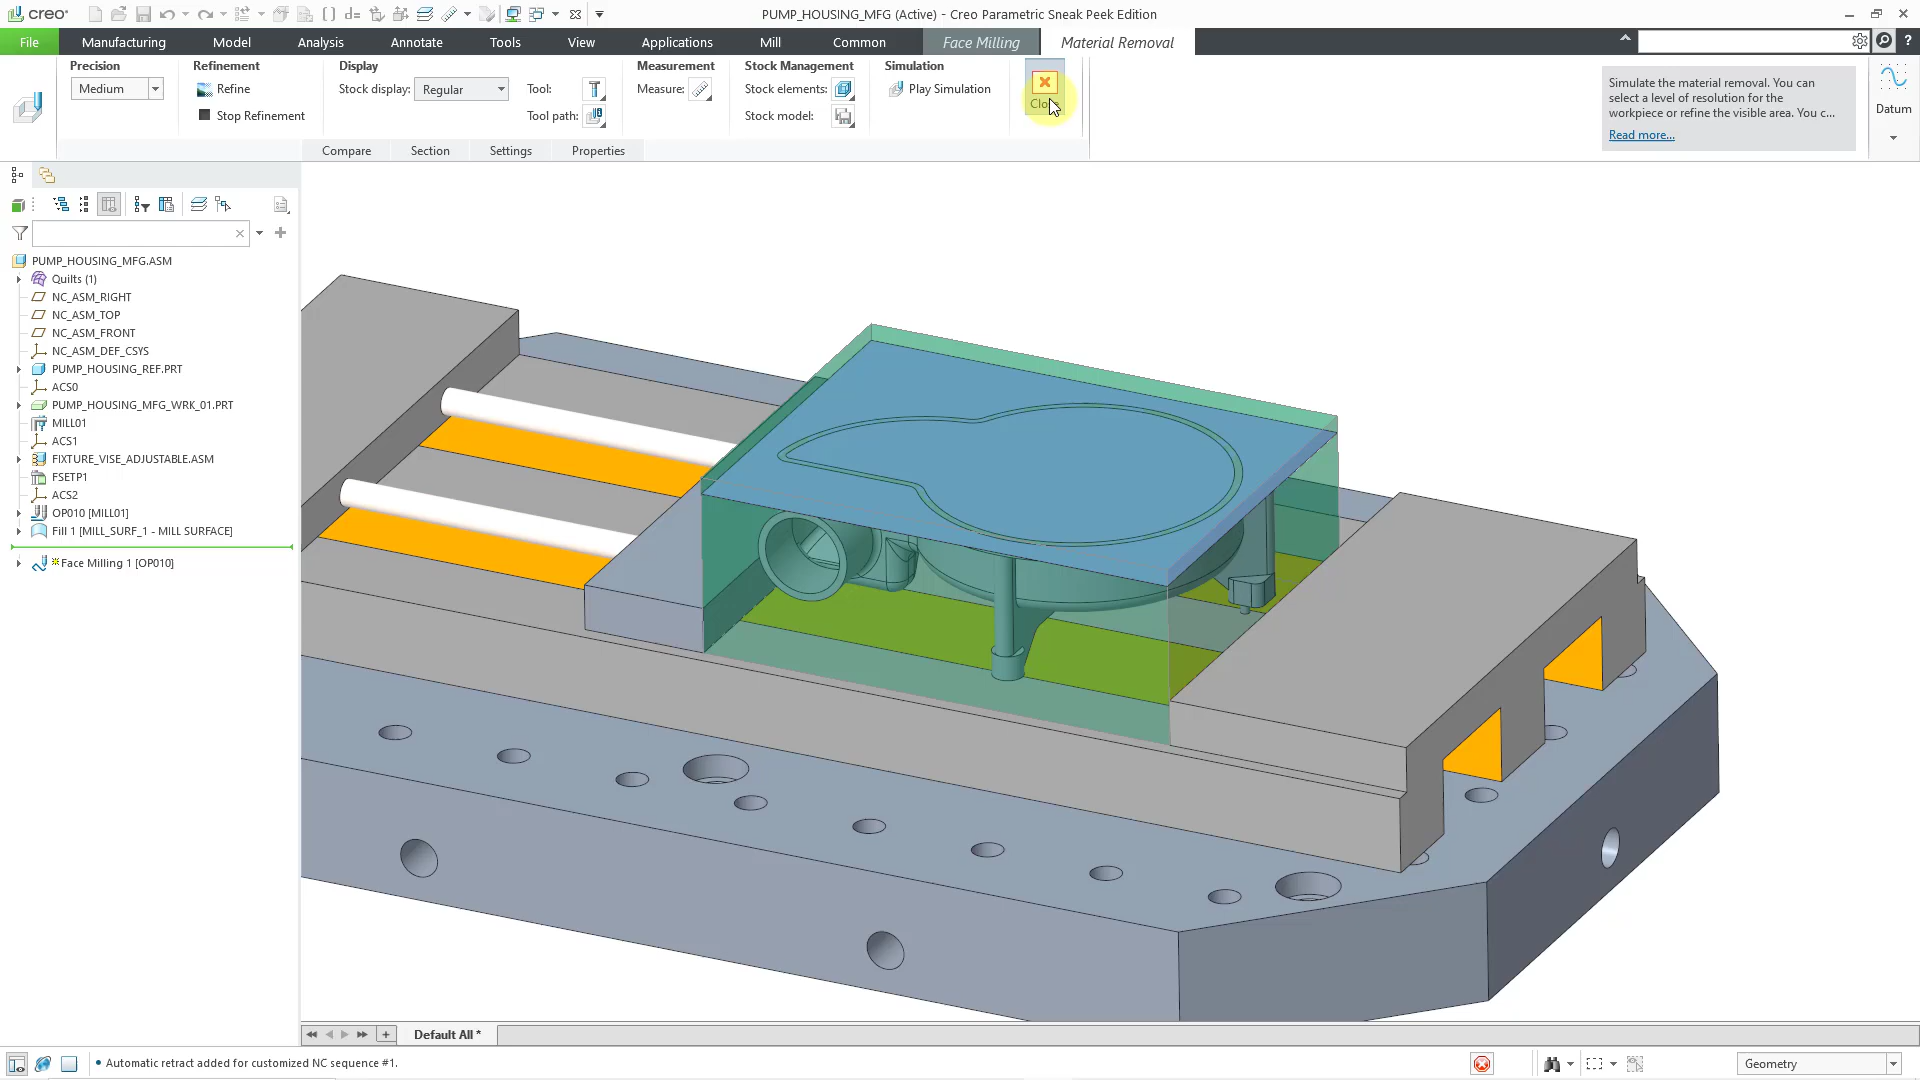 creo
PUMP_HOUSING_MFG (Active) - Creo Parametric Sneak Peek Edition
File Manufacturing Model Analysis Annotate Tools View Applications Mill Common Face Milling Material Removal
Precision
Medium
Refinement
Refine
Stop Refinement
Display
Stock display: Regular
Tool:
Tool path:
Measurement
Measure:
Stock Management
Stock elements:
Stock model:
Simulation
Play Simulation
Compare Section Settings Properties
Simulate the material removal. You can
select a level of resolution for the
workpiece or refine the visible area. You c...
Read more...
Datum
PUMP_HOUSING_MFG.ASM
Quilts (1)
NC_ASM_RIGHT
NC_ASM_TOP
NC_ASM_FRONT
NC_ASM_DEF_CSYS
PUMP_HOUSING_REF.PRT
ACS0
PUMP_HOUSING_MFG_WRK_01.PRT
MILL01
ACS1
FIXTURE_VISE_ADJUSTABLE.ASM
FSETP1
ACS2
OP010 [MILL01]
Fill 1 [MILL_SURF_1 - MILL SURFACE]
Face Milling 1 [OP010]
Default All *
Automatic retract added for customized NC sequence #1.
Geometry